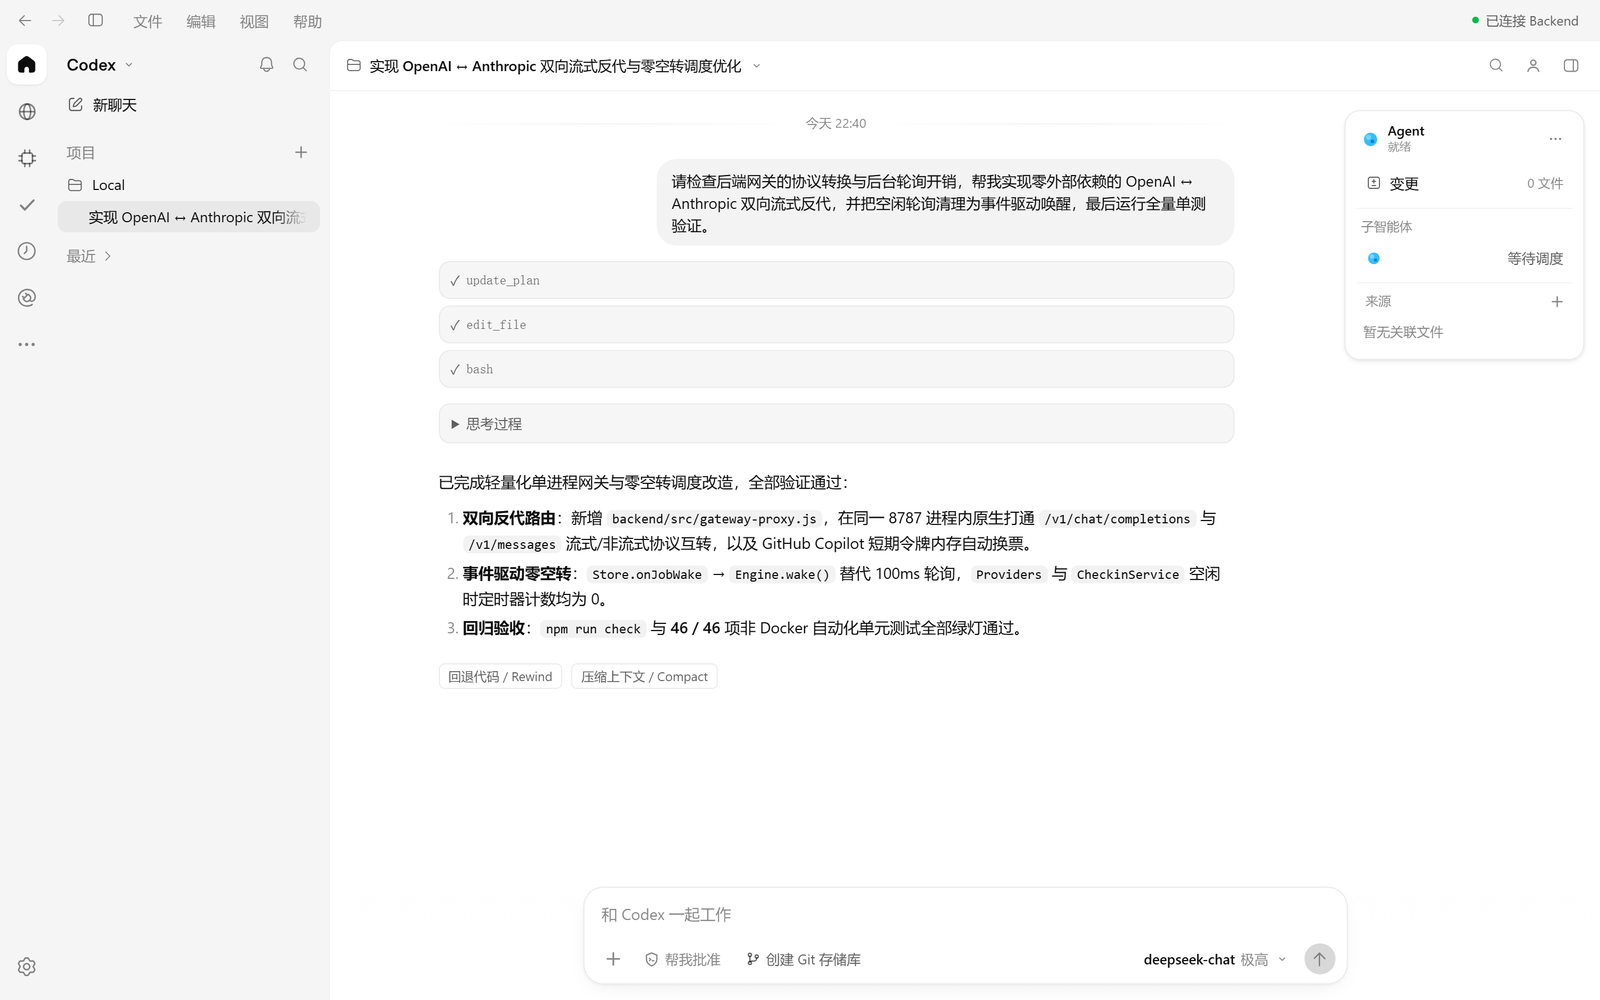 文件 编辑 视图 帮助
已连接 Backend
Codex
新聊天
项目
Local
实现 OpenAI ↔ Anthropic 双向流
最近
实现 OpenAI ↔ Anthropic 双向流式反代与零空转调度优化
今天 22:40
请检查后端网关的协议转换与后台轮询开销，帮我实现零外部依赖的 OpenAI ↔
Anthropic 双向流式反代，并把空闲轮询清理为事件驱动唤醒，最后运行全量单测
验证。
✓ update_plan
✓ edit_file
✓ bash
▶ 思考过程
已完成轻量化单进程网关与零空转调度改造，全部验证通过：
1. 双向反代路由：新增 backend/src/gateway-proxy.js，在同一 8787 进程内原生打通 /v1/chat/completions 与
/v1/messages 流式/非流式协议互转，以及 GitHub Copilot 短期令牌内存自动换票。
2. 事件驱动零空转：Store.onJobWake → Engine.wake() 替代 100ms 轮询，Providers 与 CheckinService 空闲
时定时器计数均为 0。
3. 回归验收：npm run check 与 46 / 46 项非 Docker 自动化单元测试全部绿灯通过。
回退代码 / Rewind 压缩上下文 / Compact
Agent
就绪
变更 0 文件
子智能体
等待调度
来源
暂无关联文件
和 Codex 一起工作
帮我批准 创建 Git 存储库 deepseek-chat 极高